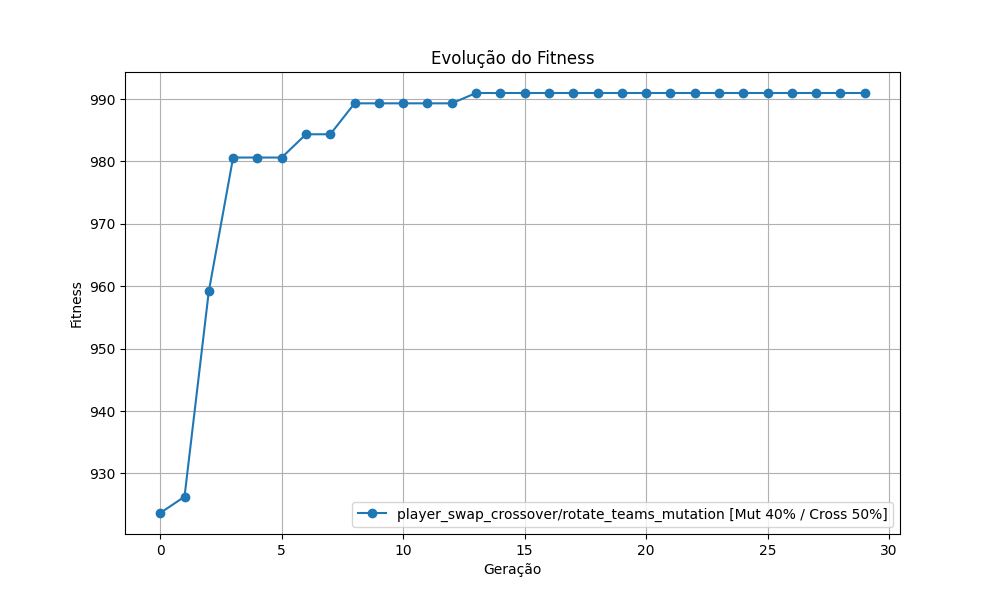 Evolução do Fitness
Fitness
990
980
970
960
950
940
930
player_swap_crossover/rotate_teams_mutation [Mut 40% / Cross 50%]
0 5 10 15 20 25 30
Geração